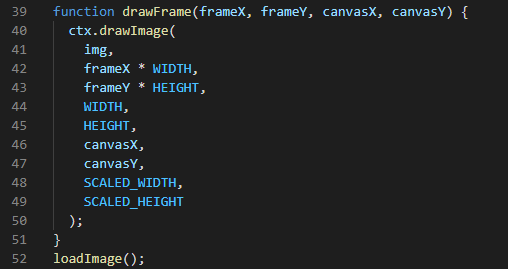 39 function drawFrame(frameX, frameY, canvasX, canvasY) {
40   ctx.drawImage(
41     img,
42     frameX * WIDTH,
43     frameY * HEIGHT,
44     WIDTH,
45     HEIGHT,
46     canvasX,
47     canvasY,
48     SCALED_WIDTH,
49     SCALED_HEIGHT
50   );
51 }
52 loadImage();